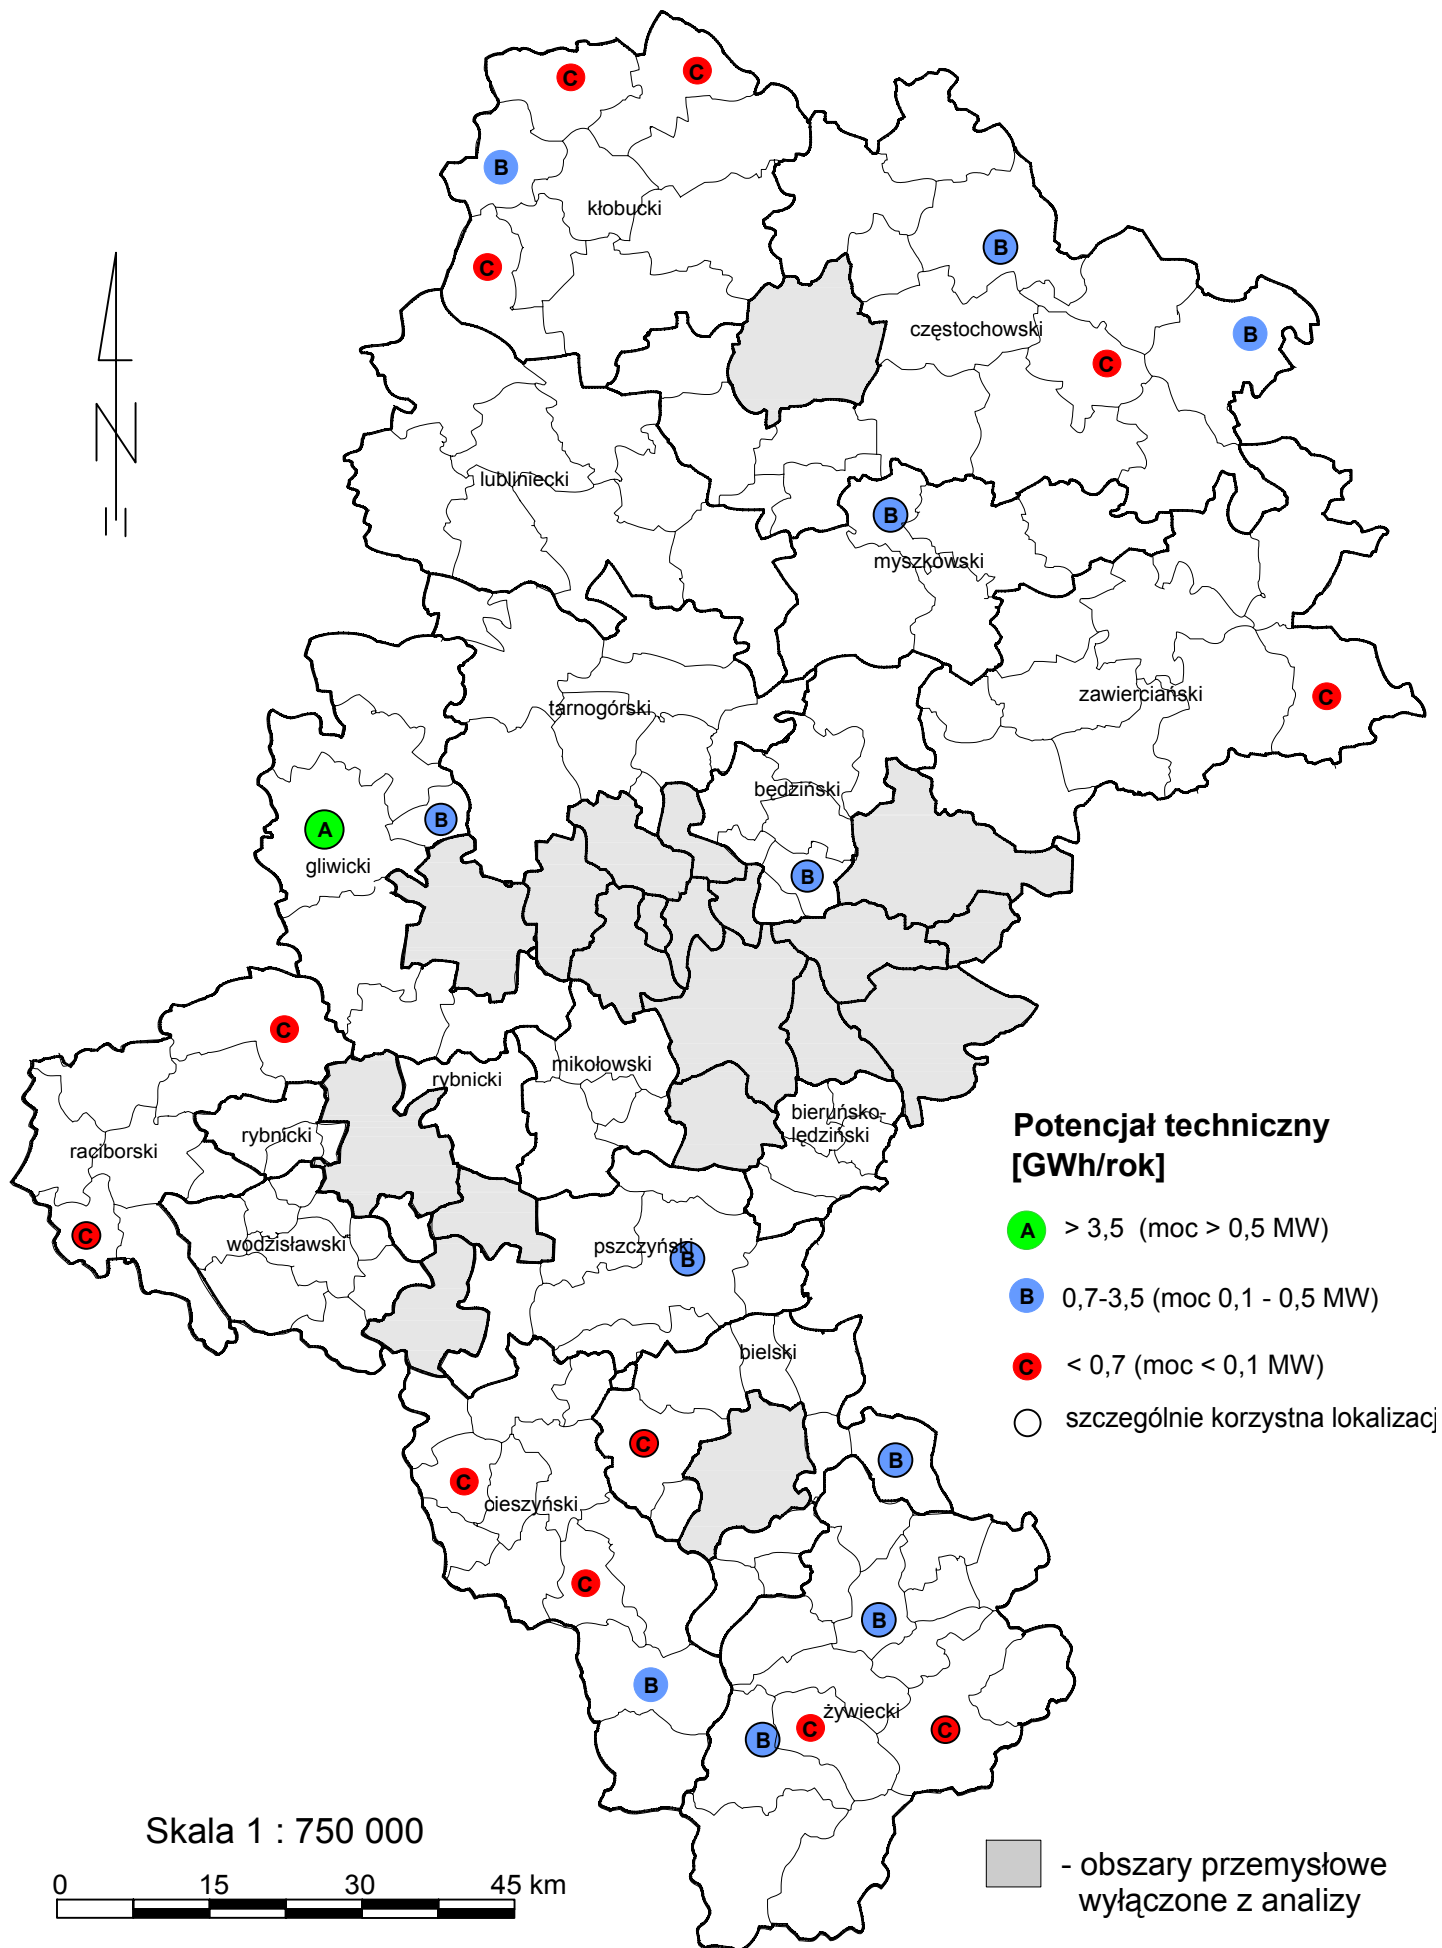 C
C
B
kłobucki
B
C
częstochowski
B
C
N
lubliniecki
B
myszkowski
zawierciański
C
tarnogórski
będziński
A
B
gliwicki
B
C
mikołowski
rybnicki
bieruńsko-
lędziński
rybnicki
raciborski
C
wodzisławski
pszczyński
B
bielski
C
B
C
cieszyński
C
B
B
żywiecki
B
C
C
Potencjał techniczny
[GWh/rok]
A > 3,5 (moc > 0,5 MW)
B 0,7-3,5 (moc 0,1 - 0,5 MW)
C < 0,7 (moc < 0,1 MW)
szczególnie korzystna lokalizacj
Skala 1 : 750 000
0 15 30 45 km
- obszary przemysłowe
wyłączone z analizy